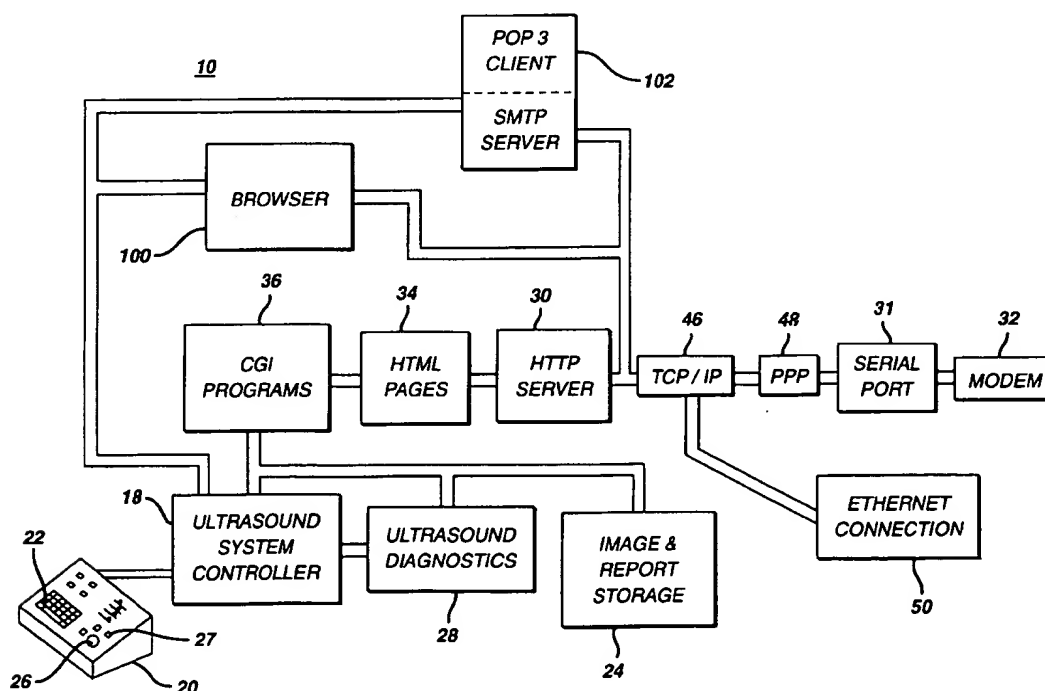 10
POP 3
CLIENT
SMTP
SERVER
102
BROWSER
100
36
34
30
46
48
31
32
CGI
PROGRAMS
HTML
PAGES
HTTP
SERVER
TCP / IP
PPP
SERIAL
PORT
MODEM
18
ULTRASOUND
SYSTEM
CONTROLLER
ULTRASOUND
DIAGNOSTICS
28
IMAGE &
REPORT
STORAGE
24
ETHERNET
CONNECTION
50
22
27
26
20